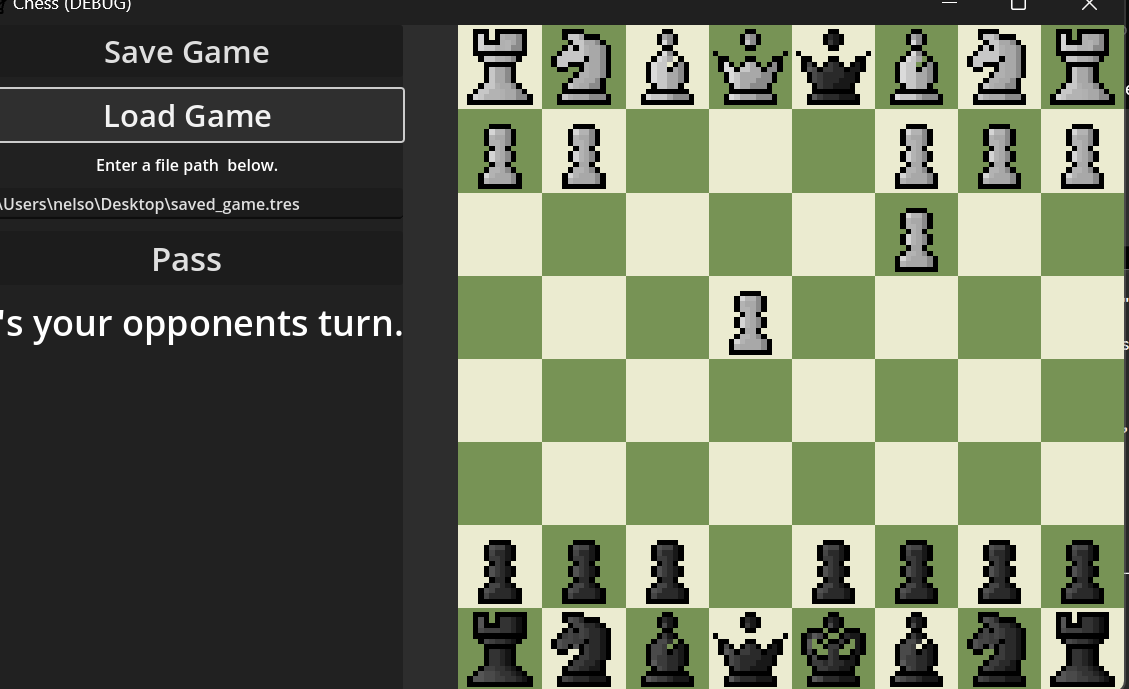 Chess (DEBUG)
Save Game
Load Game
Enter a file path  below.
\Users\nelso\Desktop\saved_game.tres
Pass
's your opponents turn.